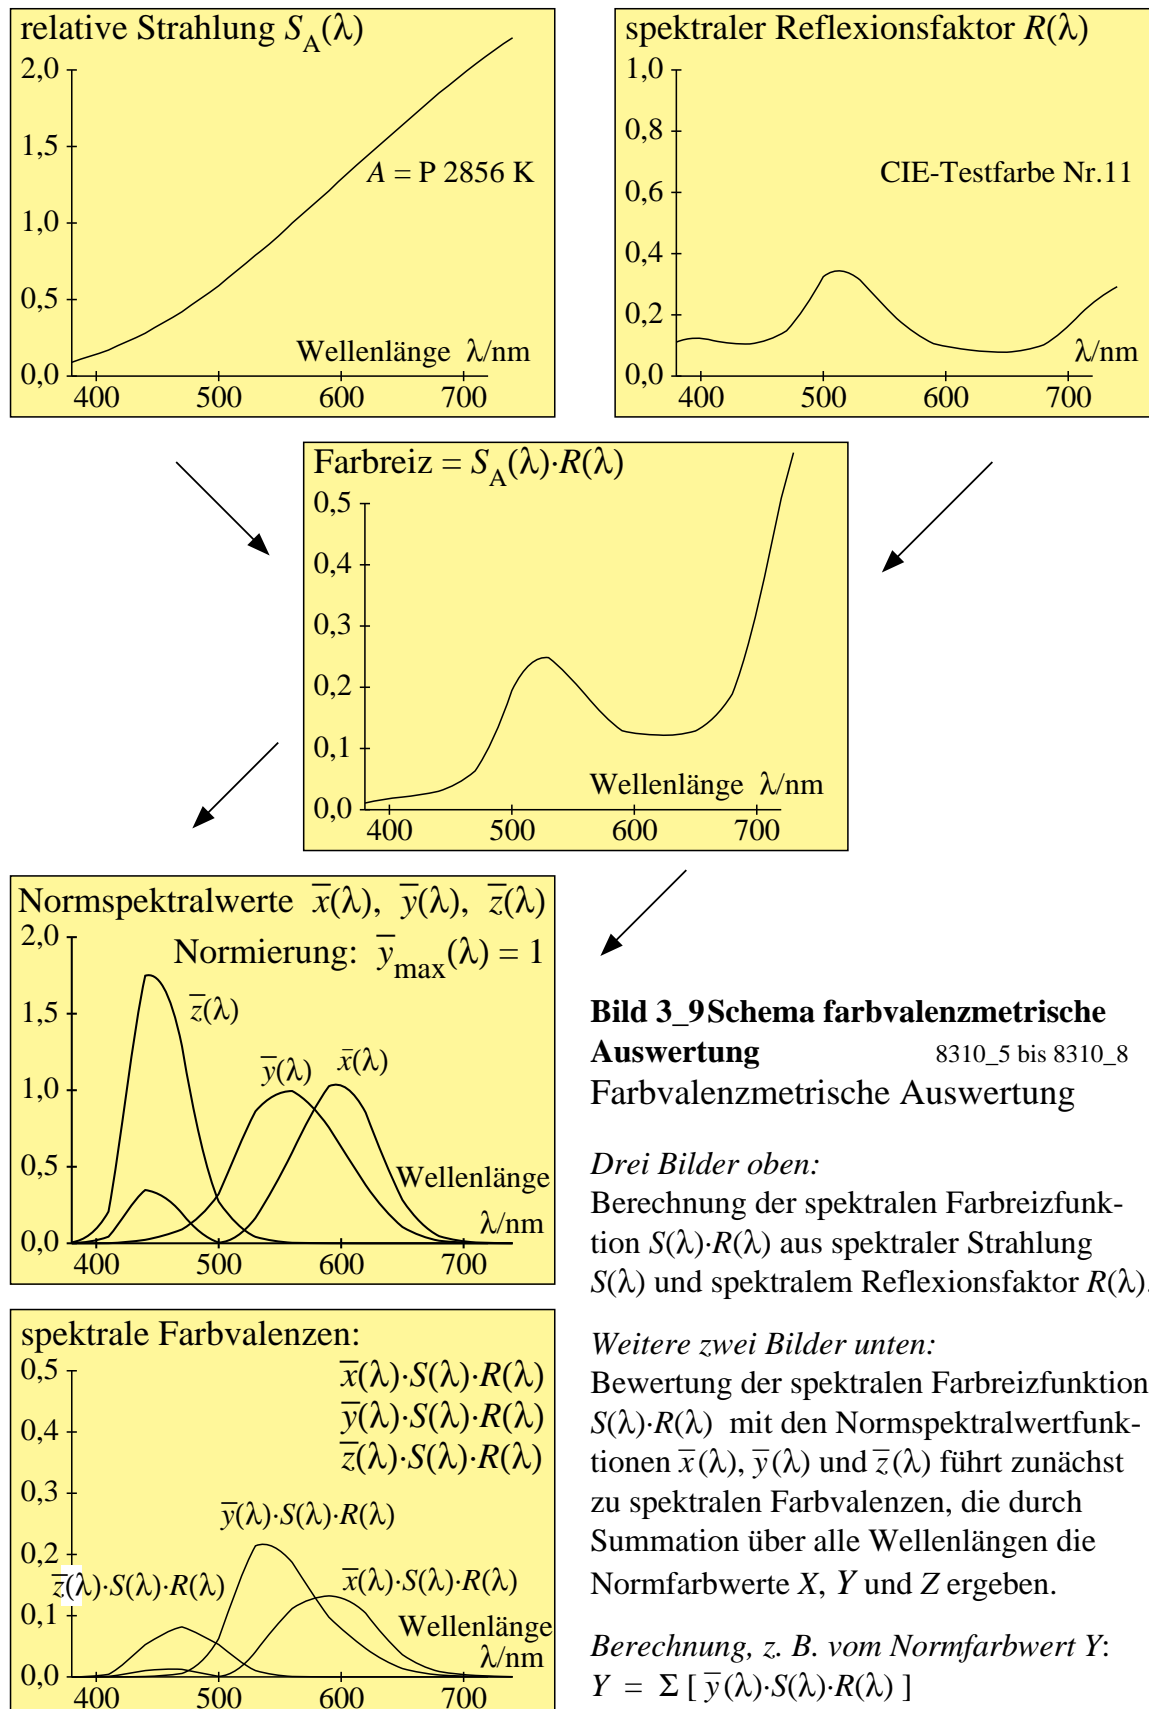 relative Strahlung S_A(λ)
2,0
1,5
A = P 2856 K
1,0
0,5
Wellenlänge λ/nm
0,0
400 500 600 700
spektraler Reflexionsfaktor R(λ)
1,0
0,8
CIE-Testfarbe Nr.11
0,6
0,4
0,2
λ/nm
0,0
400 500 600 700
Farbreiz = S_A(λ)·R(λ)
0,5
0,4
0,3
0,2
0,1
Wellenlänge λ/nm
0,0
400 500 600 700
Normspektralwerte x̅(λ), y̅(λ), z̅(λ)
2,0
Normierung: y̅_max(λ) = 1
1,5
z̅(λ)
y̅(λ) x̅(λ)
1,0
0,5
Wellenlänge
λ/nm
0,0
400 500 600 700
spektrale Farbvalenzen:
0,5
x̅(λ)·S(λ)·R(λ)
y̅(λ)·S(λ)·R(λ)
0,4
z̅(λ)·S(λ)·R(λ)
0,3
y̅(λ)·S(λ)·R(λ)
0,2
z̅(λ)·S(λ)·R(λ) x̅(λ)·S(λ)·R(λ)
0,1
Wellenlänge
λ/nm
0,0
400 500 600 700
Bild 3_9 Schema farbvalenzmetrische
Auswertung 8310_5 bis 8310_8
Farbvalenzmetrische Auswertung
Drei Bilder oben:
Berechnung der spektralen Farbreizfunk-
tion S(λ)·R(λ) aus spektraler Strahlung
S(λ) und spektralem Reflexionsfaktor R(λ).
Weitere zwei Bilder unten:
Bewertung der spektralen Farbreizfunktion
S(λ)·R(λ) mit den Normspektralwertfunk-
tionen x̅(λ), y̅(λ) und z̅(λ) führt zunächst
zu spektralen Farbvalenzen, die durch
Summation über alle Wellenlängen die
Normfarbwerte X, Y und Z ergeben.
Berechnung, z. B. vom Normfarbwert Y:
Y = Σ [ y̅(λ)·S(λ)·R(λ) ]